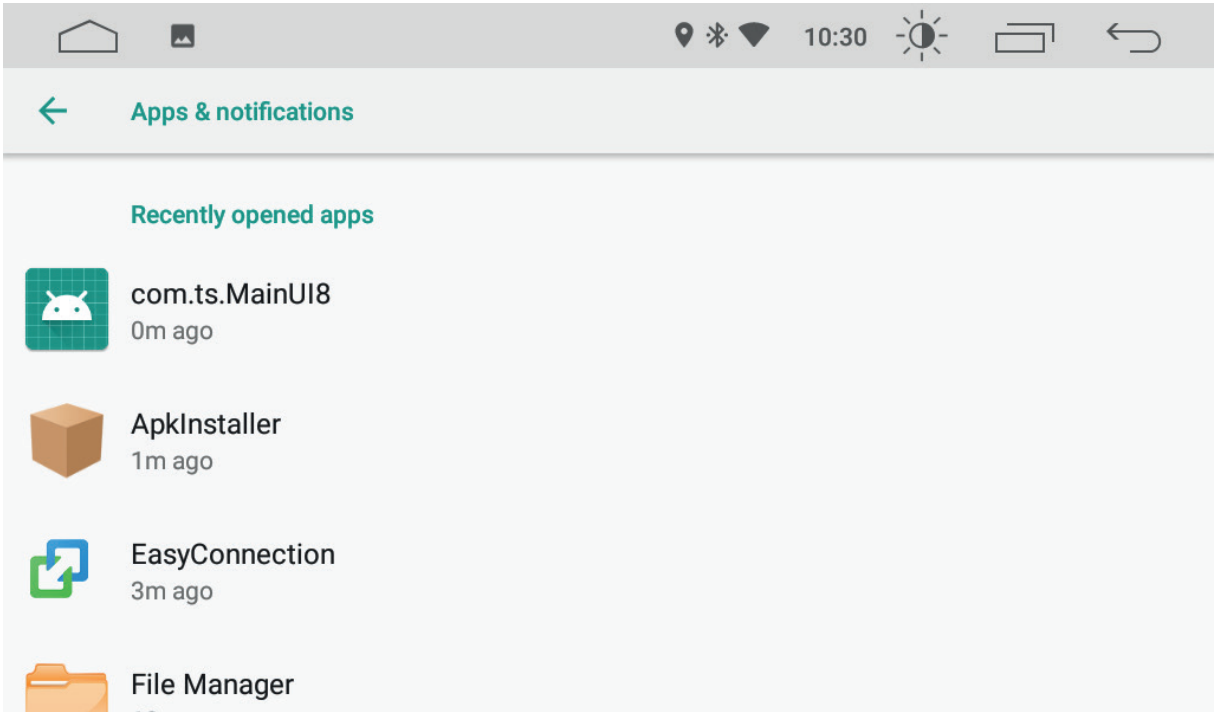 10:30
Apps & notifications
Recently opened apps
com.ts.MainUI8
0m ago
ApkInstaller
1m ago
EasyConnection
3m ago
File Manager